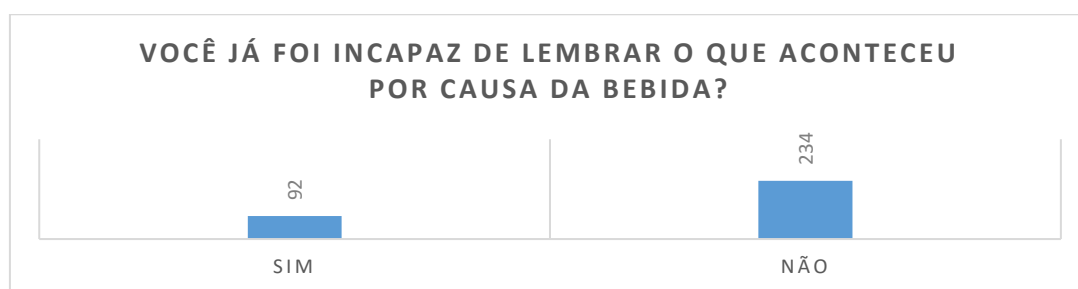 VOCÊ JÁ FOI INCAPAZ DE LEMBRAR O QUE ACONTECEU
POR CAUSA DA BEBIDA?
92
234
SIM
NÃO